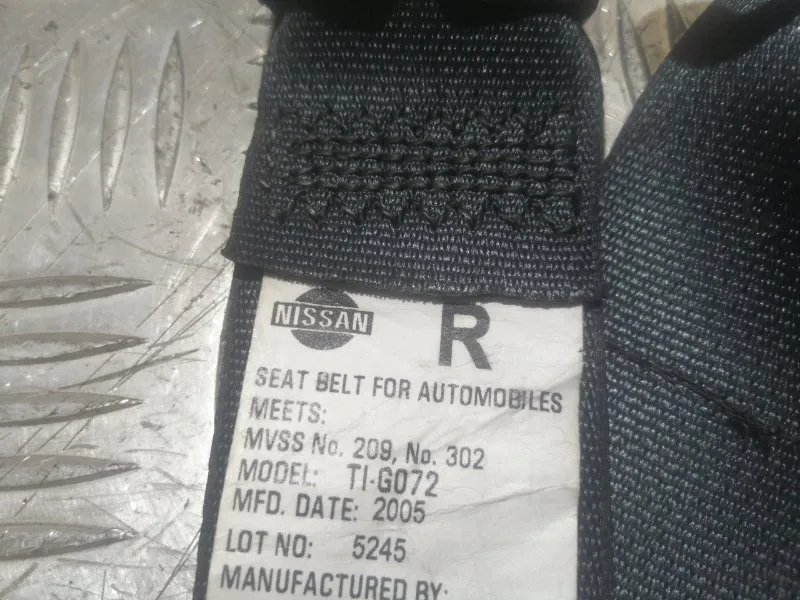 NISSAN R
SEAT BELT FOR AUTOMOBILES
MEETS:
MVSS No. 209, No. 302
MODEL: TI-G072
MFD. DATE: 2005
LOT NO: 5245
MANUFACTURED BY: